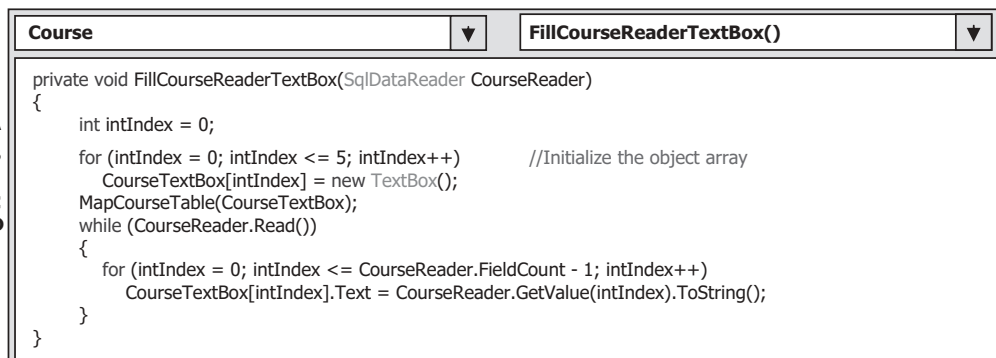 Course FillCourseReaderTextBox()
private void FillCourseReaderTextBox(SqlDataReader CourseReader)
{
int intIndex = 0;
for (intIndex = 0; intIndex <= 5; intIndex++) //Initialize the object array
CourseTextBox[intIndex] = new TextBox();
MapCourseTable(CourseTextBox);
while (CourseReader.Read())
{
for (intIndex = 0; intIndex <= CourseReader.FieldCount - 1; intIndex++)
CourseTextBox[intIndex].Text = CourseReader.GetValue(intIndex).ToString();
}
}